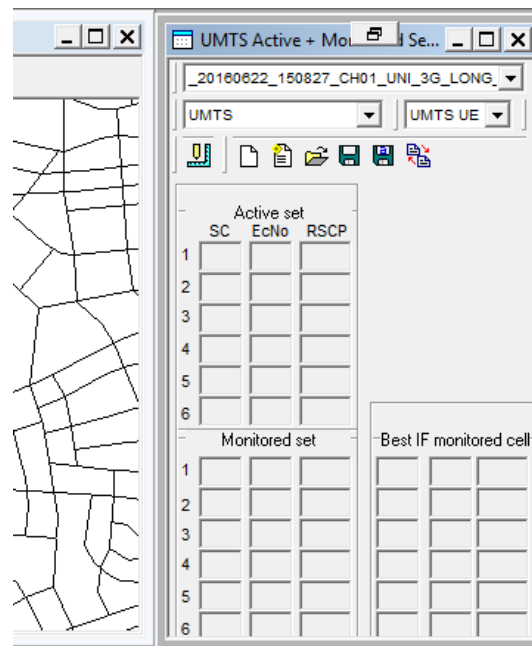 UMTS Active + Mo Se...
_20160622_150827_CH01_UNI_3G_LONG_
UMTS UMTS UE
Active set
SC EcNo RSCP
1
2
3
4
5
6
Monitored set Best IF monitored cell
1
2
3
4
5
6